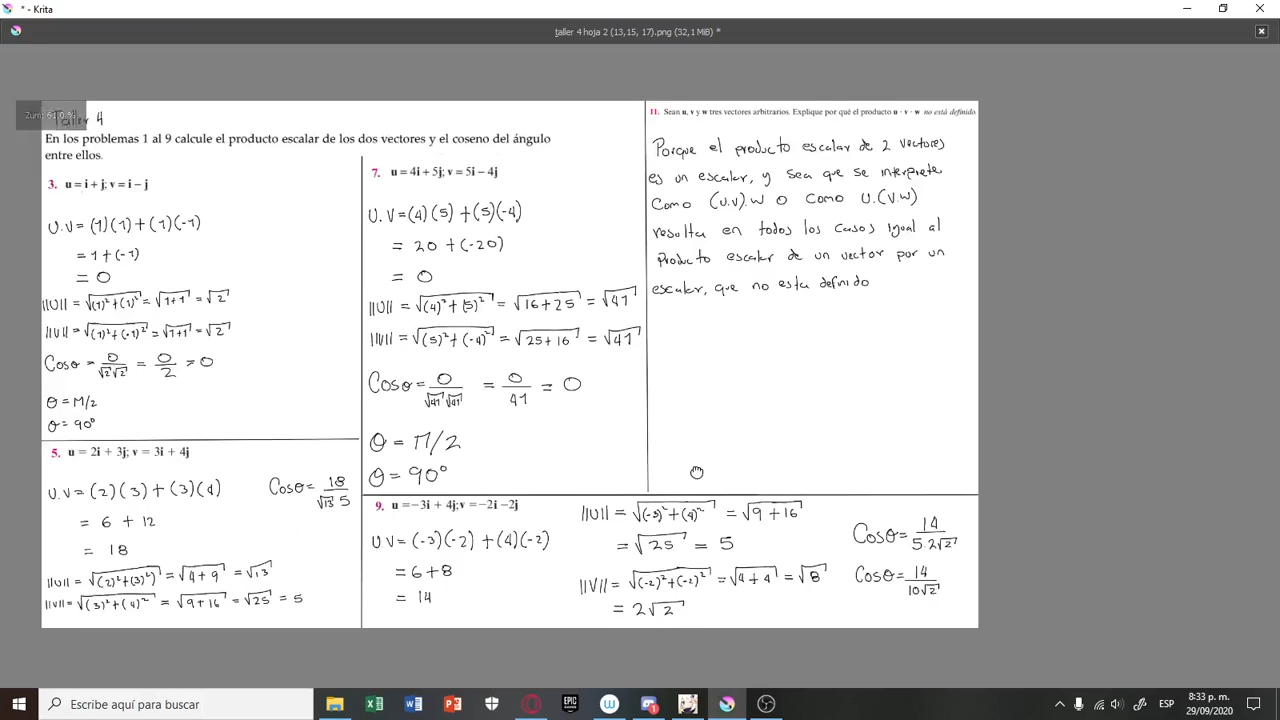 * - Krita
taller 4 hoja 2 (13,15, 17).png (32,1 MiB) *
Zum: 61,0 %
Taller 4
En los problemas 1 al 9 calcule el producto escalar de los dos vectores y el coseno del ángulo
entre ellos.
3. u = i + j; v = i − j
U.V = (1)(1) + (1)(-1)
= 1 + (-1)
= 0
||U|| = √(1)²+(1)² = √1+1 = √2
||U|| = √(1)²+(-1)² = √1+1 = √2
Cosθ = 0/√2√2 = 0/2 = 0
θ = π/2
θ = 90°
5. u = 2i + 3j; v = 3i + 4j
U.V = (2)(3) + (3)(4)
= 6 + 12
= 18
||U|| = √(2)²+(3)² = √4+9 = √13
||U|| = √(3)²+(4)² = √9+16 = √25 = 5
Cosθ = 18/√13 5
7. u = 4i + 5j; v = 5i − 4j
U.V = (4)(5) + (5)(-4)
= 20 + (-20)
= 0
||U|| = √(4)²+(5)² = √16+25 = √41
||U|| = √(5)²+(-4)² = √25+16 = √41
Cosθ = 0/√41√41 = 0/41 = 0
θ = π/2
θ = 90°
9. u=−3i + 4j;v=−2i −2j
U V = (-3)(-2) + (4)(-2)
= 6 + 8
= 14
||U|| = √(-3)²+(4)² = √9+16
= √25 = 5
||V|| = √(-2)²+(-2)² = √4+4 = √8
= 2√2
Cosθ = 14/5.2√2
Cosθ = 14/10√2
11. Sean u, v y w tres vectores arbitrarios. Explique por qué el producto u · v · w no está definido.
Porque el producto escalar de 2 vectores
es un escalar, y sea que se interprete
Como (U.V).W O como U.(V.W)
resulta en todos los casos igual al
producto escalar de un vector por un
escalar, que no esta definido
Escribe aquí para buscar
ESP
8:33 p. m.
29/09/2020